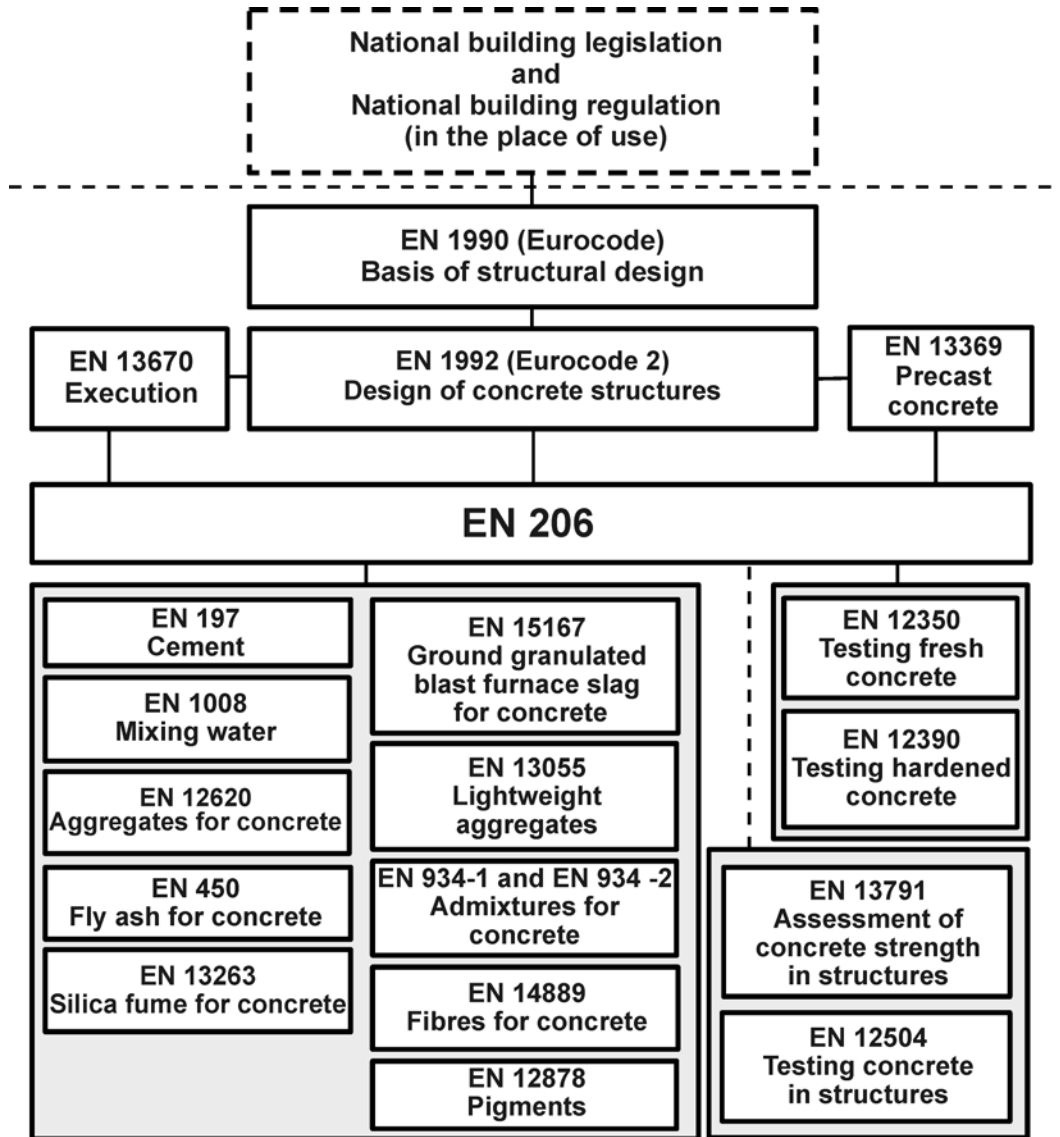 National building legislation
and
National building regulation
(in the place of use)
EN 1990 (Eurocode)
Basis of structural design
EN 13670
Execution
EN 1992 (Eurocode 2)
Design of concrete structures
EN 13369
Precast
concrete
EN 206
EN 197
Cement
EN 1008
Mixing water
EN 12620
Aggregates for concrete
EN 450
Fly ash for concrete
EN 13263
Silica fume for concrete
EN 15167
Ground granulated
blast furnace slag
for concrete
EN 13055
Lightweight
aggregates
EN 934-1 and EN 934 -2
Admixtures for
concrete
EN 14889
Fibres for concrete
EN 12878
Pigments
EN 12350
Testing fresh
concrete
EN 12390
Testing hardened
concrete
EN 13791
Assessment of
concrete strength
in structures
EN 12504
Testing concrete
in structures